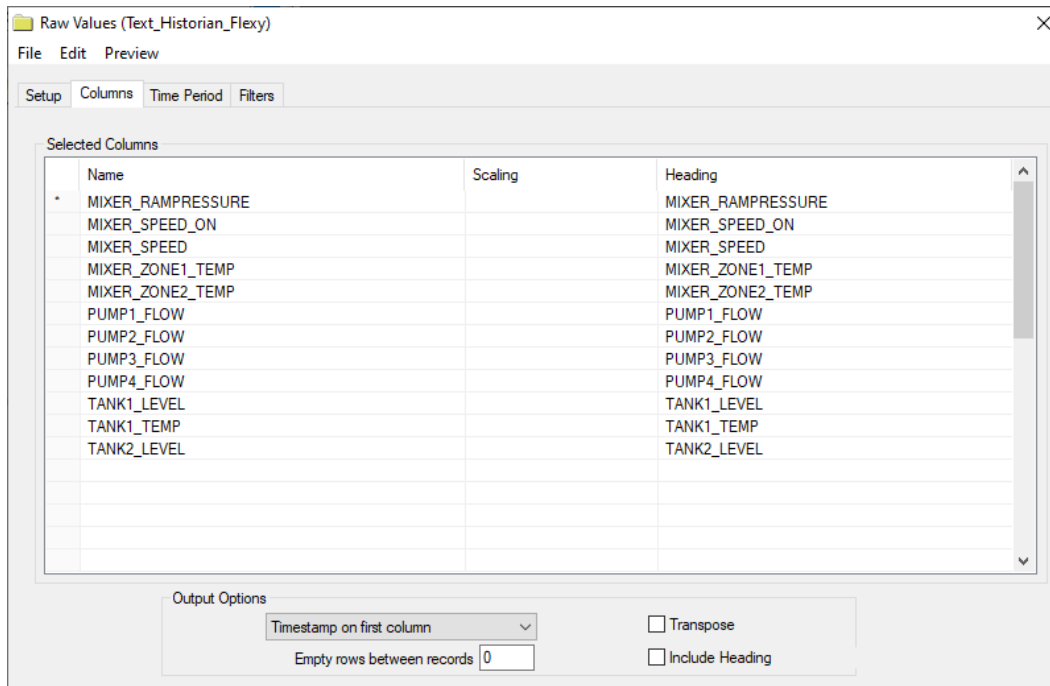 Raw Values (Text_Historian_Flexy)
File Edit Preview
Setup Columns Time Period Filters
Selected Columns
Name Scaling Heading
* MIXER_RAMPRESSURE MIXER_RAMPRESSURE
MIXER_SPEED_ON MIXER_SPEED_ON
MIXER_SPEED MIXER_SPEED
MIXER_ZONE1_TEMP MIXER_ZONE1_TEMP
MIXER_ZONE2_TEMP MIXER_ZONE2_TEMP
PUMP1_FLOW PUMP1_FLOW
PUMP2_FLOW PUMP2_FLOW
PUMP3_FLOW PUMP3_FLOW
PUMP4_FLOW PUMP4_FLOW
TANK1_LEVEL TANK1_LEVEL
TANK1_TEMP TANK1_TEMP
TANK2_LEVEL TANK2_LEVEL
Output Options
Timestamp on first column Transpose
Empty rows between records 0 Include Heading